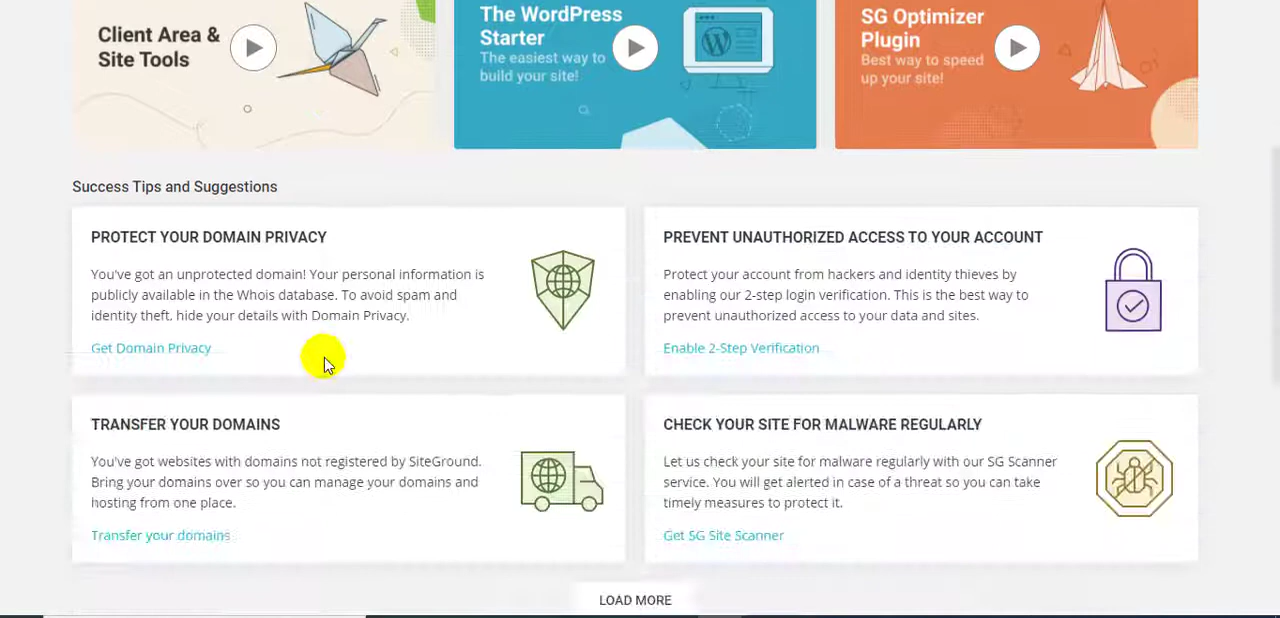 Client Area &
Site Tools
The WordPress
Starter
The easiest way to
build your site!
SG Optimizer
Plugin
Best way to speed
up your site!
Success Tips and Suggestions
PROTECT YOUR DOMAIN PRIVACY
You've got an unprotected domain! Your personal information is
publicly available in the Whois database. To avoid spam and
identity theft, hide your details with Domain Privacy.
Get Domain Privacy
PREVENT UNAUTHORIZED ACCESS TO YOUR ACCOUNT
Protect your account from hackers and identity thieves by
enabling our 2-step login verification. This is the best way to
prevent unauthorized access to your data and sites.
Enable 2-Step Verification
TRANSFER YOUR DOMAINS
You've got websites with domains not registered by SiteGround.
Bring your domains over so you can manage your domains and
hosting from one place.
Transfer your domains
CHECK YOUR SITE FOR MALWARE REGULARLY
Let us check your site for malware regularly with our SG Scanner
service. You will get alerted in case of a threat so you can take
timely measures to protect it.
Get SG Site Scanner
LOAD MORE